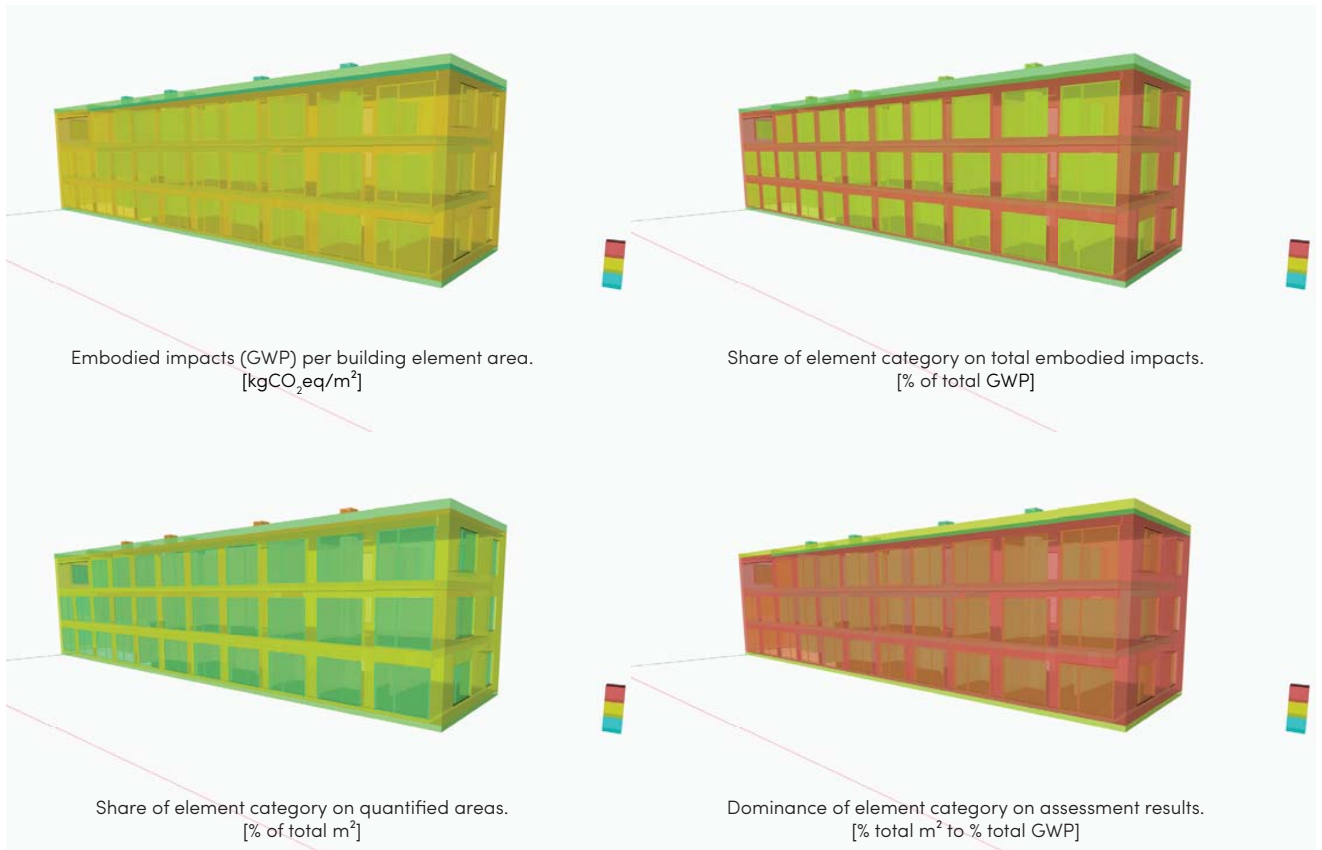 Embodied impacts (GWP) per building element area.
[kgCO₂eq/m²]
Share of element category on total embodied impacts.
[% of total GWP]
Share of element category on quantified areas.
[% of total m²]
Dominance of element category on assessment results.
[% total m² to % total GWP]